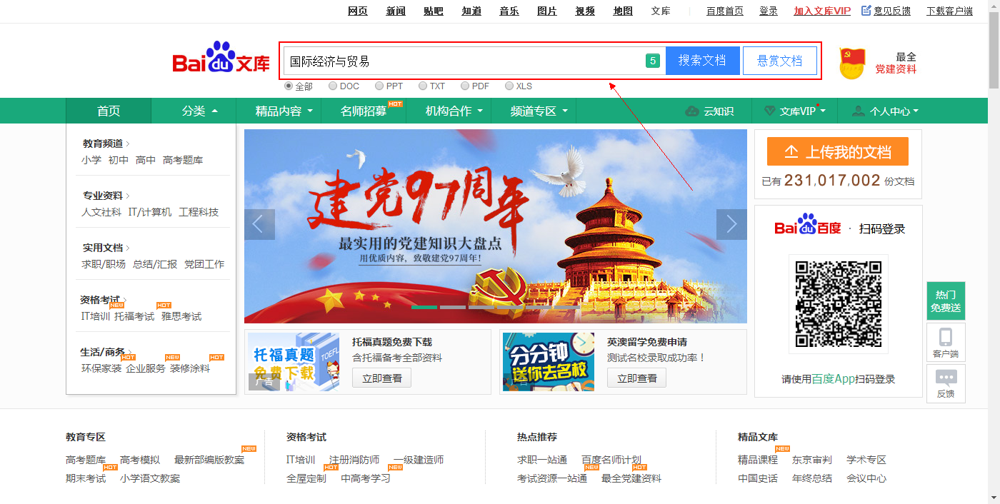 网页 新闻 贴吧 知道 音乐 图片 视频 地图 文库 百度首页 登录 加入文库VIP 意见反馈 下载客户端
Bai du 文库
国际经济与贸易 5 搜索文档 悬赏文档
最全
党建资料
全部 DOC PPT TXT PDF XLS
首页 分类 精品内容 名师招募 HOT 机构合作 频道专区 云知识 文库VIP 个人中心
教育频道
小学 初中 高中 高考题库
专业资料
人文社科 IT/计算机 工程科技
实用文档
求职/职场 总结/汇报 党团工作
资格考试
NEW HOT
IT培训 托福考试 雅思考试
生活/商务
HOT NEW HOT
环保家装 企业服务 装修涂料
建党97周年
最实用的党建知识大盘点
用优质内容，致敬建党97周年！
托福真题
免费下载
TOEFL
广告
托福真题免费下载
含托福备考全部资料
立即查看
分分钟
送你去名校
广告
英澳留学免费申请
测试名校录取成功率！
立即查看
上传我的文档
已有 231,017,002 份文档
Bai du 百度 · 扫码登录
请使用百度App扫码登录
热门
免费送
客户端
反馈
教育专区
NEW
高考题库 高考模拟 最新部编版教案
HOT
期末考试 小学语文教案
资格考试
IT培训 注册消防师 一级建造师
HOT NEW
全屋定制 中高考学习
热点推荐
求职一站通 百度名师计划
NEW HOT
考试资源一站通 最全党建资料
精品文库
NEW
精品课程 东京审判 学术专区
中国史话 年终总结 会议中心